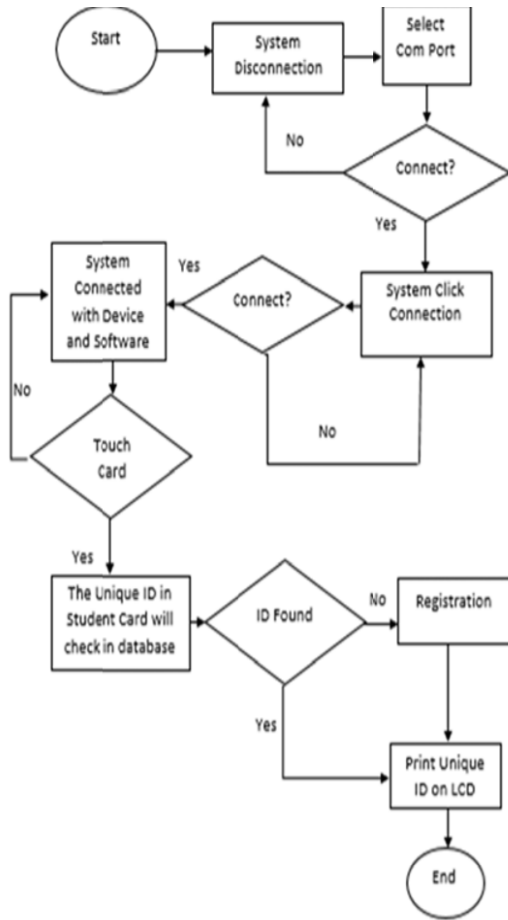 Start
System
Disconnection
Select
Com Port
No
Connect?
Yes
System Click
Connection
Connect?
Yes
No
System
Connected
with Device
and Software
No
Touch
Card
Yes
The Unique ID in
Student Card will
check in database
ID Found
No
Registration
Yes
Print Unique
ID on LCD
End